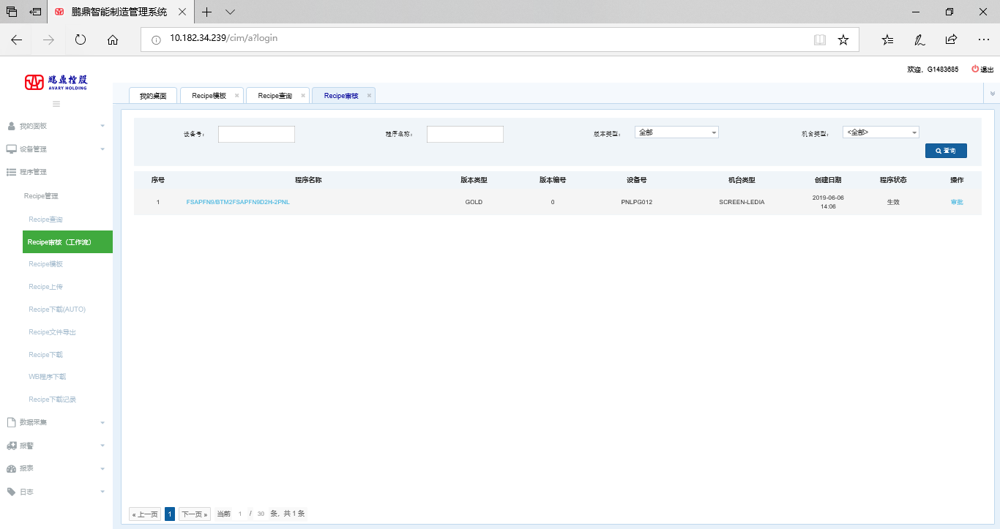 鹏鼎智能制造管理系统
10.182.34.239/cim/a?login
鹏鼎控股
AVARY HOLDING
欢迎，G1483685 退出
我的桌面 Recipe模板 Recipe查询 Recipe审核
我的面板
设备管理
程序管理
Recipe管理
Recipe查询
Recipe审核（工作流）
Recipe模板
Recipe上传
Recipe下载(AUTO)
Recipe文件导出
Recipe下载
WB程序下载
Recipe下载记录
数据采集
报警
报表
日志
设备号： 程序名称： 版本类型： 全部 机台类型： <全部>
查询
序号 程序名称 版本类型 版本编号 设备号 机台类型 创建日期 程序状态 操作
1 FSAPFN9/BTM2FSAPFN9D2H-2PNL GOLD 0 PNLPG012 SCREEN-LEDIA 2019-06-06 14:06 生效 审批
« 上一页 1 下一页 » 当前 1 / 30 条，共 1 条